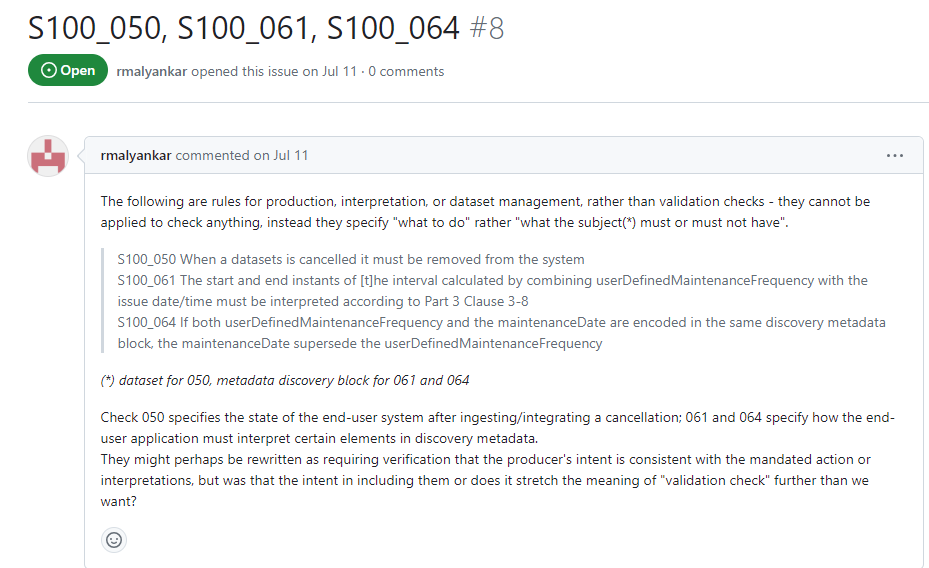 S100_050, S100_061, S100_064 #8
Open rmalyankar opened this issue on Jul 11 · 0 comments
rmalyankar commented on Jul 11
The following are rules for production, interpretation, or dataset management, rather than validation checks - they cannot be
applied to check anything, instead they specify "what to do" rather "what the subject(*) must or must not have".
S100_050 When a datasets is cancelled it must be removed from the system
S100_061 The start and end instants of [t]he interval calculated by combining userDefinedMaintenanceFrequency with the
issue date/time must be interpreted according to Part 3 Clause 3-8
S100_064 If both userDefinedMaintenanceFrequency and the maintenanceDate are encoded in the same discovery metadata
block, the maintenanceDate supersede the userDefinedMaintenanceFrequency
(*) dataset for 050, metadata discovery block for 061 and 064
Check 050 specifies the state of the end-user system after ingesting/integrating a cancellation; 061 and 064 specify how the end-
user application must interpret certain elements in discovery metadata.
They might perhaps be rewritten as requiring verification that the producer's intent is consistent with the mandated action or
interpretations, but was that the intent in including them or does it stretch the meaning of "validation check" further than we
want?